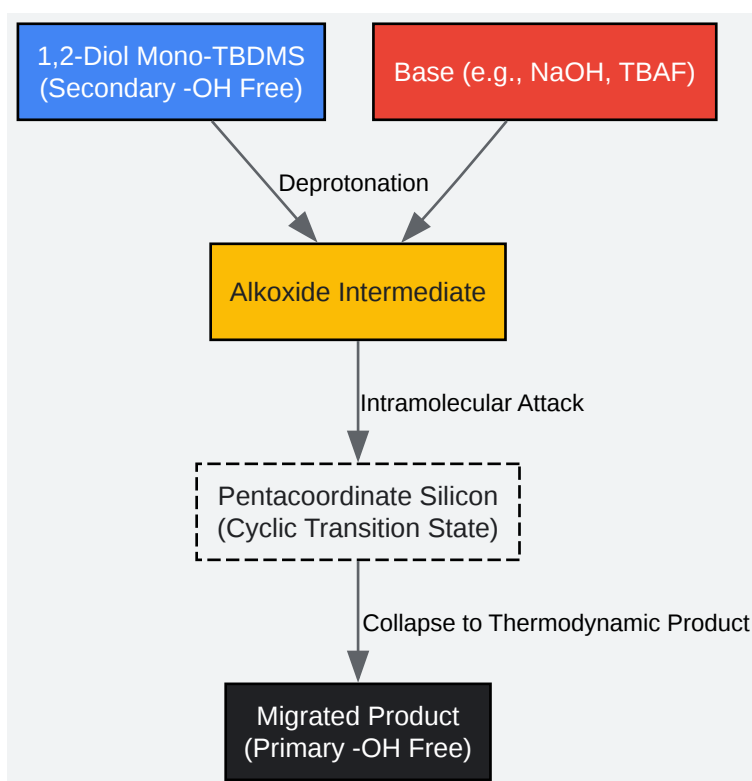 1,2-Diol Mono-TBDMS
(Secondary -OH Free)
Base (e.g., NaOH, TBAF)
Deprotonation
Alkoxide Intermediate
Intramolecular Attack
Pentacoordinate Silicon
(Cyclic Transition State)
Collapse to Thermodynamic Product
Migrated Product
(Primary -OH Free)